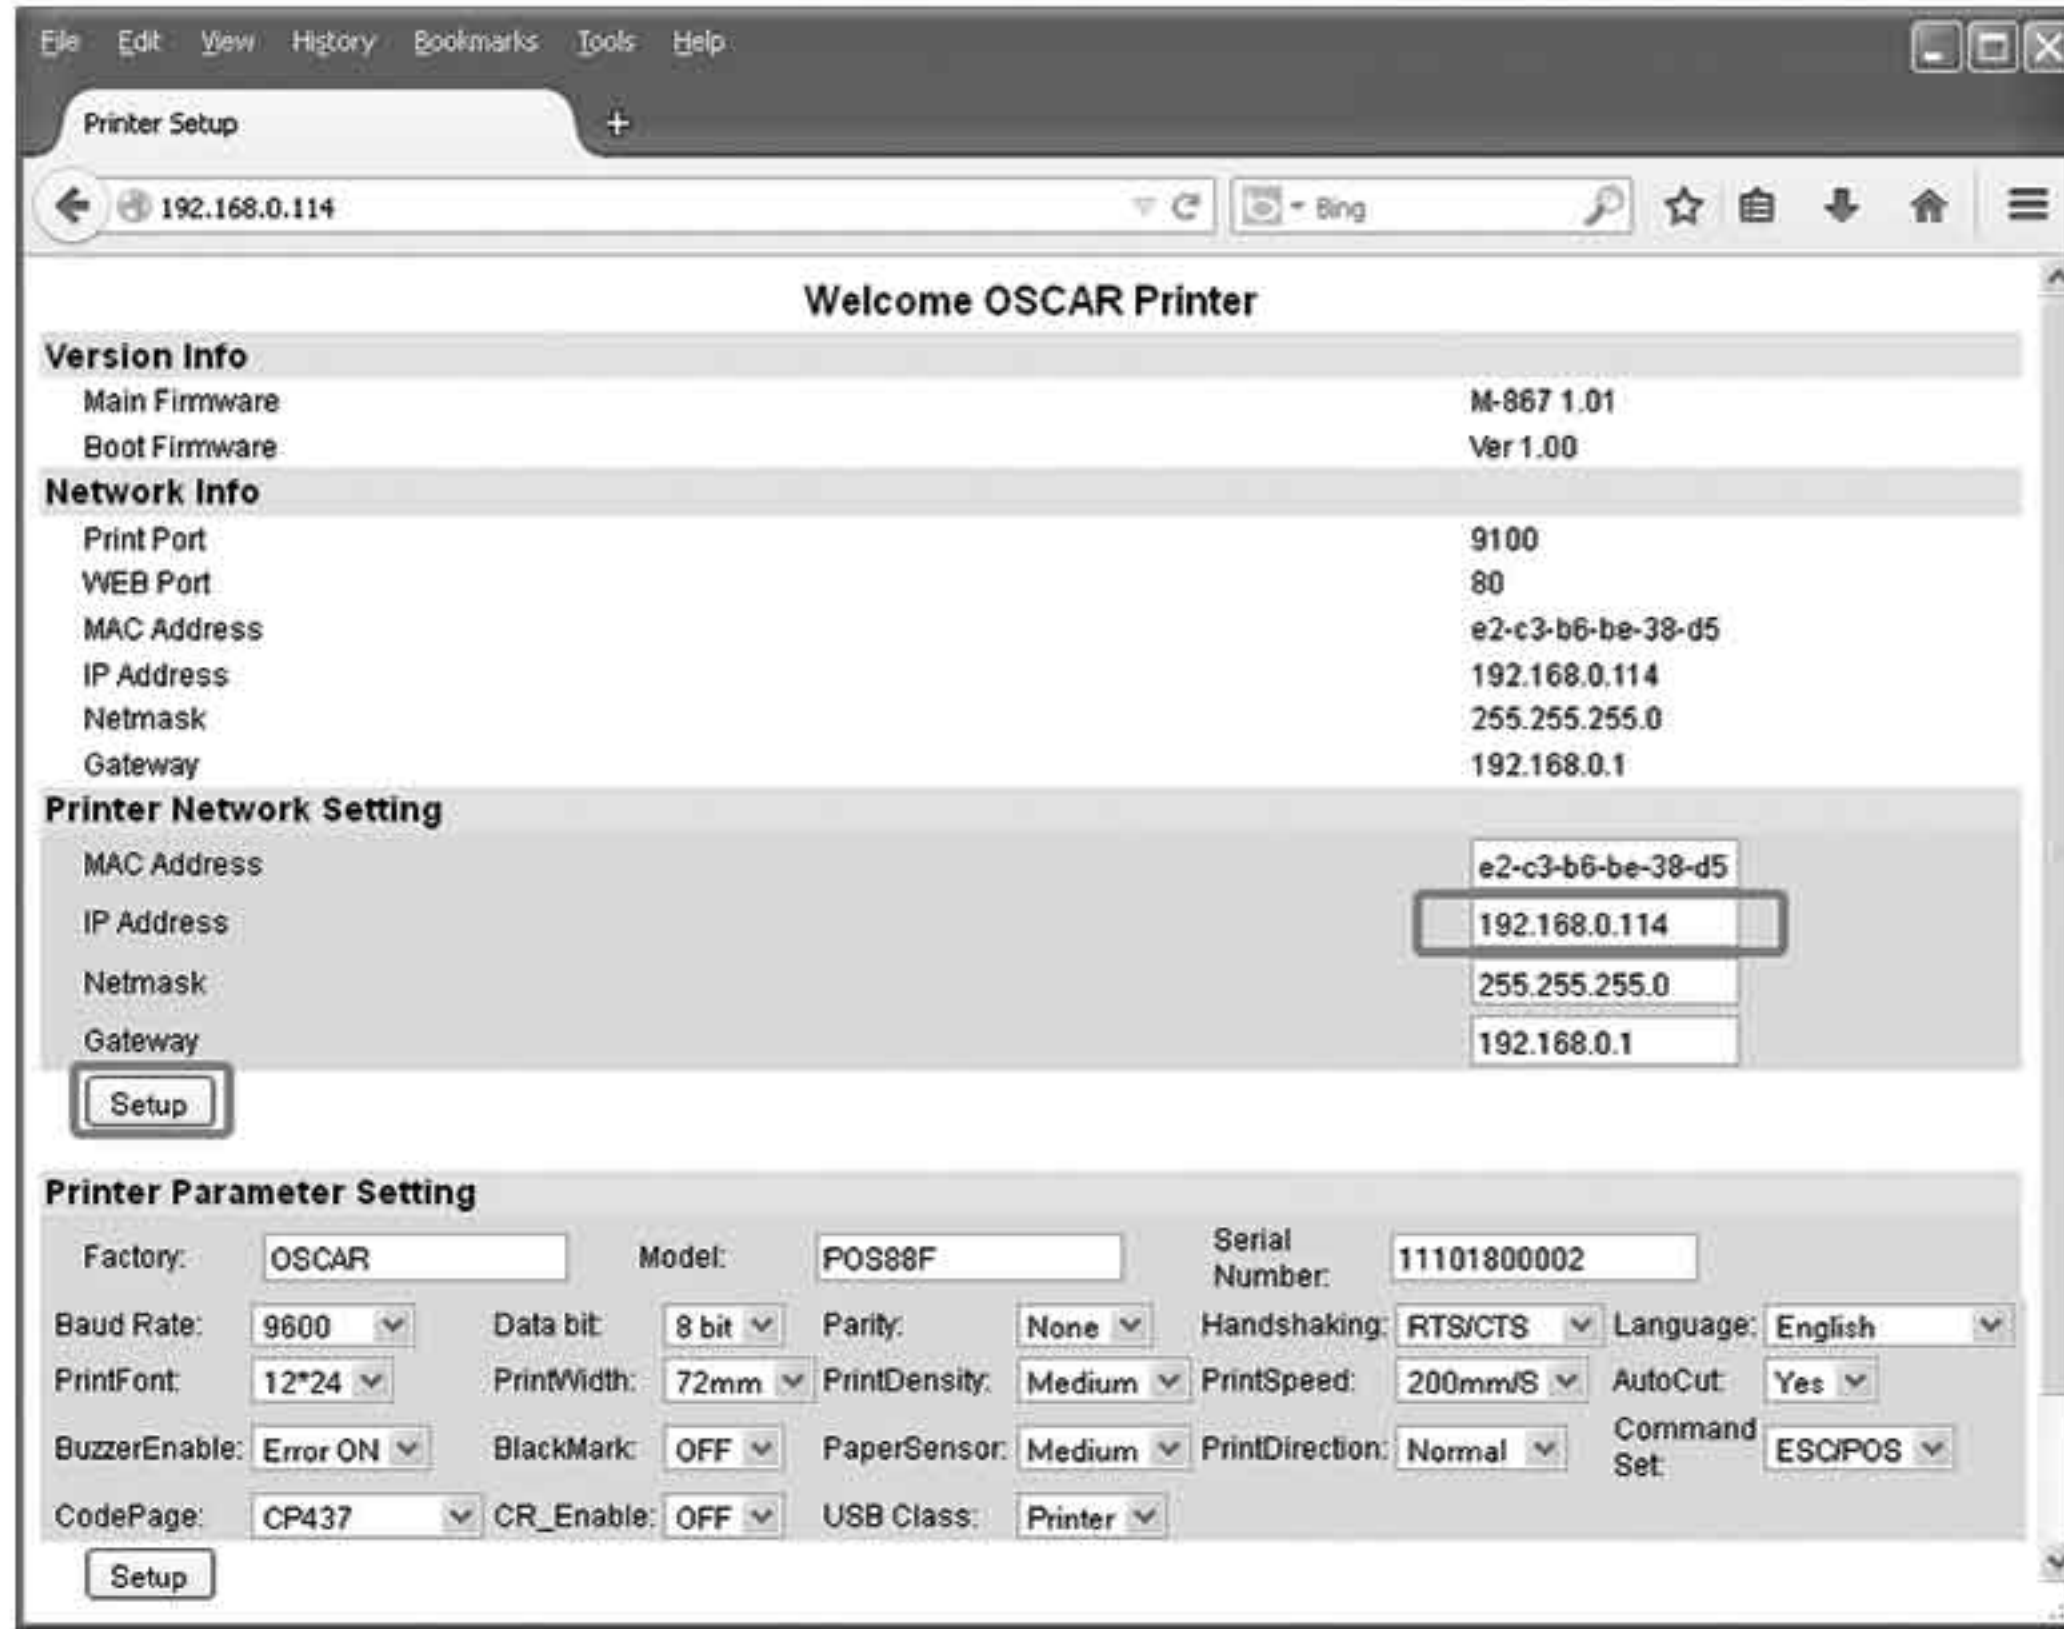 File Edit View History Bookmarks Tools Help
Printer Setup +
192.168.0.114 Bing
Welcome OSCAR Printer
Version Info
Main Firmware M-867 1.01
Boot Firmware Ver 1.00
Network Info
Print Port 9100
WEB Port 80
MAC Address e2-c3-b6-be-38-d5
IP Address 192.168.0.114
Netmask 255.255.255.0
Gateway 192.168.0.1
Printer Network Setting
MAC Address e2-c3-b6-be-38-d5
IP Address 192.168.0.114
Netmask 255.255.255.0
Gateway 192.168.0.1
Setup
Printer Parameter Setting
Factory: OSCAR Model: POS88F Serial Number: 11101800002
Baud Rate: 9600 Data bit: 8 bit Parity: None Handshaking: RTS/CTS Language: English
PrintFont: 12*24 PrintWidth: 72mm PrintDensity: Medium PrintSpeed: 200mm/S AutoCut: Yes
BuzzerEnable: Error ON BlackMark: OFF PaperSensor: Medium PrintDirection: Normal Command Set: ESC/POS
CodePage: CP437 CR_Enable: OFF USB Class: Printer
Setup